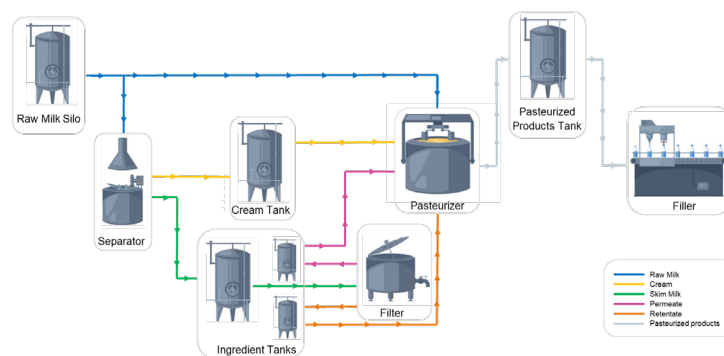 Raw Milk Silo
Separator
Cream Tank
Ingredient Tanks
Filter
Pasteurizer
Pasteurized
Products Tank
Filler
Raw Milk
Cream
Skim Milk
Permeate
Retentate
Pasteurized products